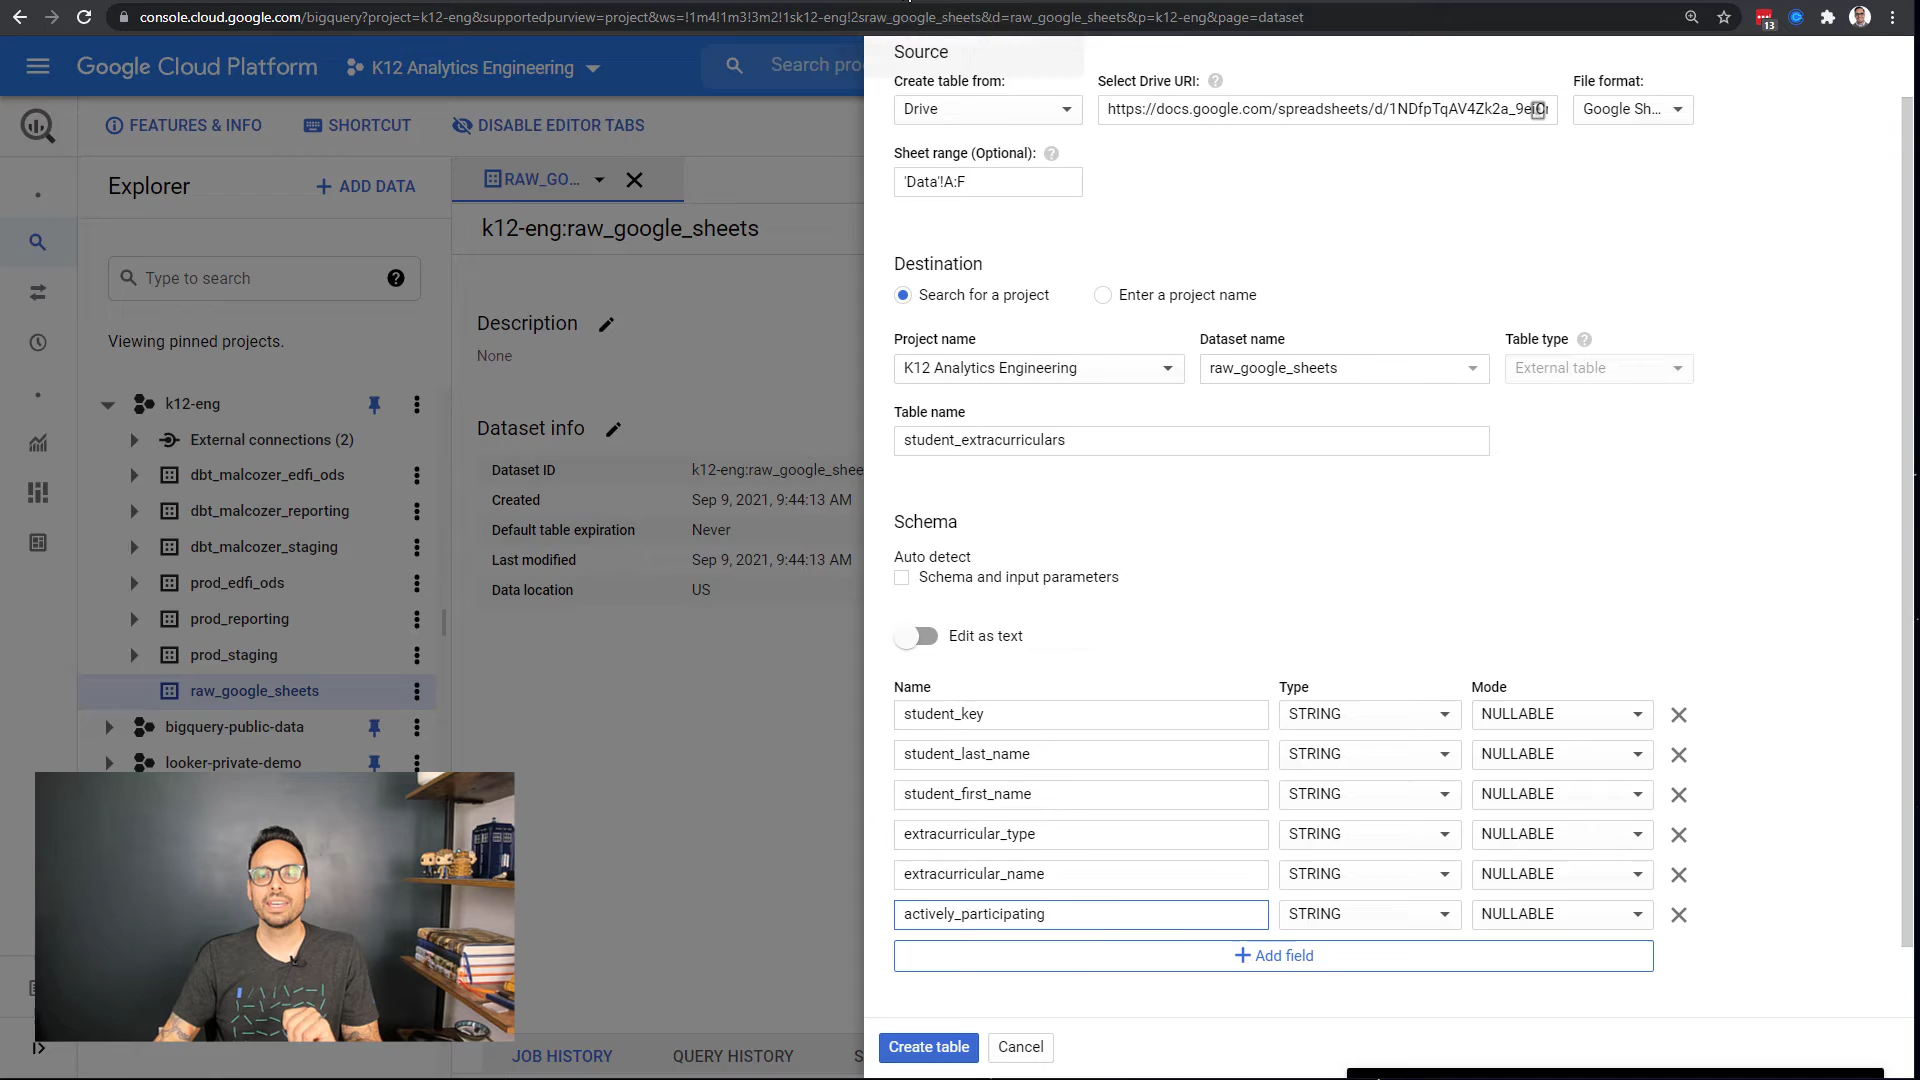 console.cloud.google.com/bigquery?project=k12-eng&supportedpurview=project&ws=!1m4!1m3!3m2!1sk12-eng!2sraw_google_sheets&d=raw_google_sheets&p=k12-eng&page=dataset
13
Google Cloud Platform
K12 Analytics Engineering
Search pro
FEATURES & INFO
SHORTCUT
DISABLE EDITOR TABS
Explorer
ADD DATA
Type to search
Viewing pinned projects.
k12-eng
External connections (2)
dbt_malcozer_edfi_ods
dbt_malcozer_reporting
dbt_malcozer_staging
prod_edfi_ods
prod_reporting
prod_staging
raw_google_sheets
bigquery-public-data
looker-private-demo
RAW_GO...
k12-eng:raw_google_sheets
Description
None
Dataset info
Dataset ID k12-eng:raw_google_shee
Created Sep 9, 2021, 9:44:13 AM
Default table expiration Never
Last modified Sep 9, 2021, 9:44:13 AM
Data location US
JOB HISTORY
QUERY HISTORY
S
Source
Create table from:
Select Drive URI:
File format:
Drive
https://docs.google.com/spreadsheets/d/1NDfpTqAV4Zk2a_9ei
Google Sh...
Sheet range (Optional):
'Data'!A:F
Destination
Search for a project
Enter a project name
Project name
Dataset name
Table type
K12 Analytics Engineering
raw_google_sheets
External table
Table name
student_extracurriculars
Schema
Auto detect
Schema and input parameters
Edit as text
Name Type Mode
student_key STRING NULLABLE
student_last_name STRING NULLABLE
student_first_name STRING NULLABLE
extracurricular_type STRING NULLABLE
extracurricular_name STRING NULLABLE
actively_participating STRING NULLABLE
Add field
Create table
Cancel